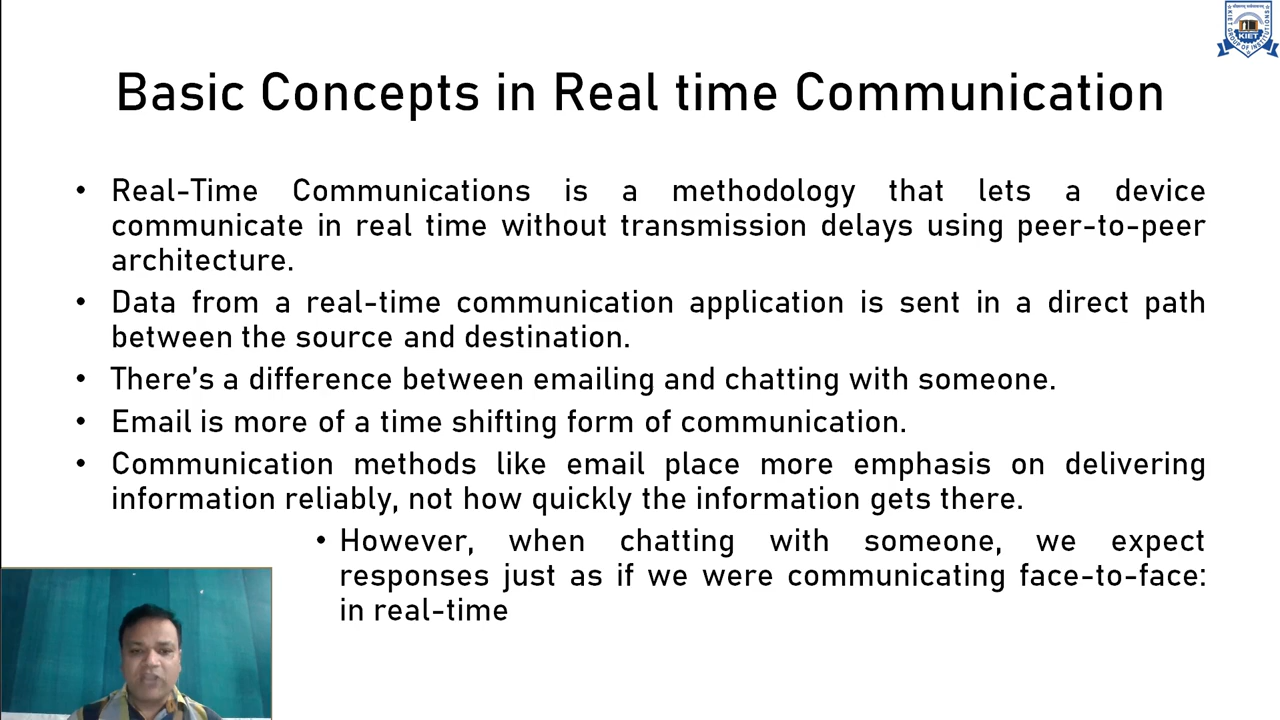 KIET GROUP OF INSTITUTIONS
KIET
Basic Concepts in Real time Communication
• Real-Time Communications is a methodology that lets a device
communicate in real time without transmission delays using peer-to-peer
architecture.
• Data from a real-time communication application is sent in a direct path
between the source and destination.
• There's a difference between emailing and chatting with someone.
• Email is more of a time shifting form of communication.
• Communication methods like email place more emphasis on delivering
information reliably, not how quickly the information gets there.
• However, when chatting with someone, we expect
responses just as if we were communicating face-to-face:
in real-time